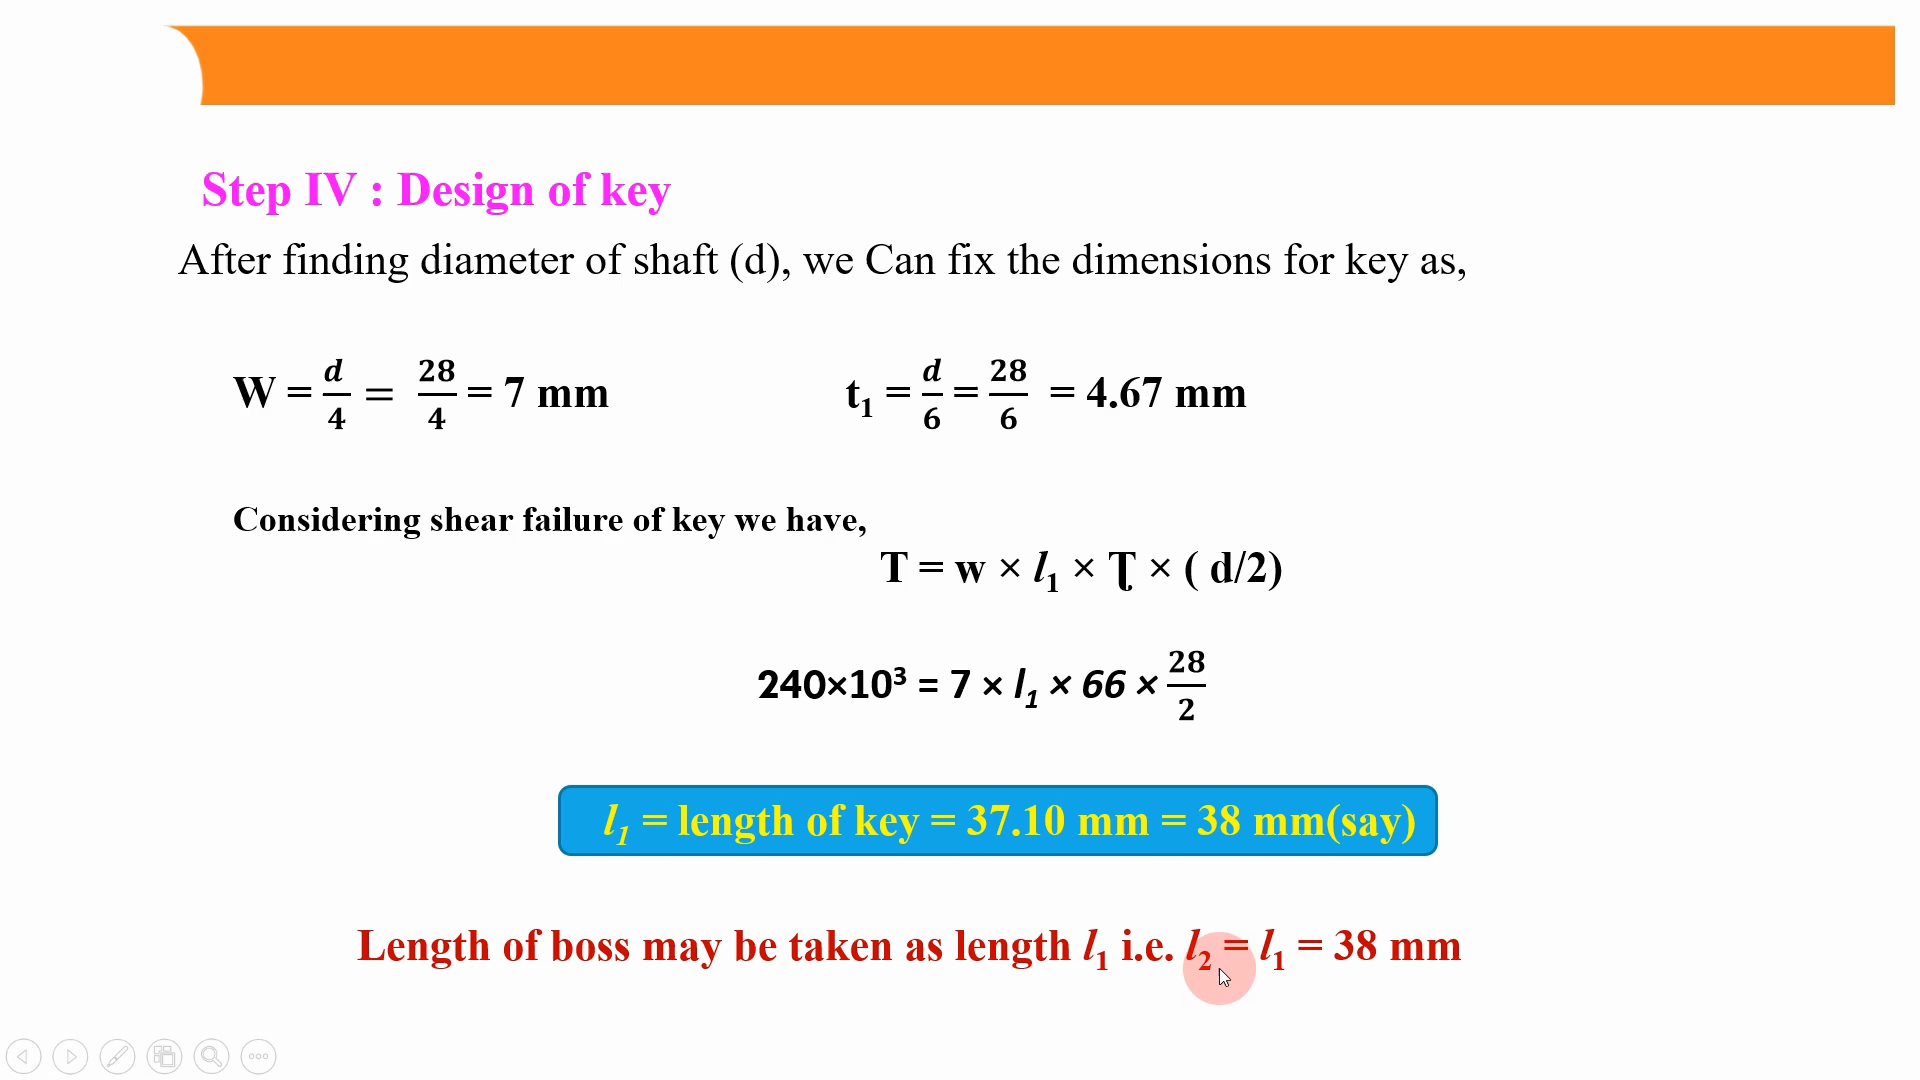 Step IV : Design of key
After finding diameter of shaft (d), we Can fix the dimensions for key as,
W = d/4 = 28/4 = 7 mm
t₁ = d/6 = 28/6 = 4.67 mm
Considering shear failure of key we have,
T = w × l₁ × Ʈ × ( d/2)
240×10³ = 7 × l₁ × 66 × 28/2
l₁ = length of key = 37.10 mm = 38 mm(say)
Length of boss may be taken as length l₁ i.e. l₂ = l₁ = 38 mm